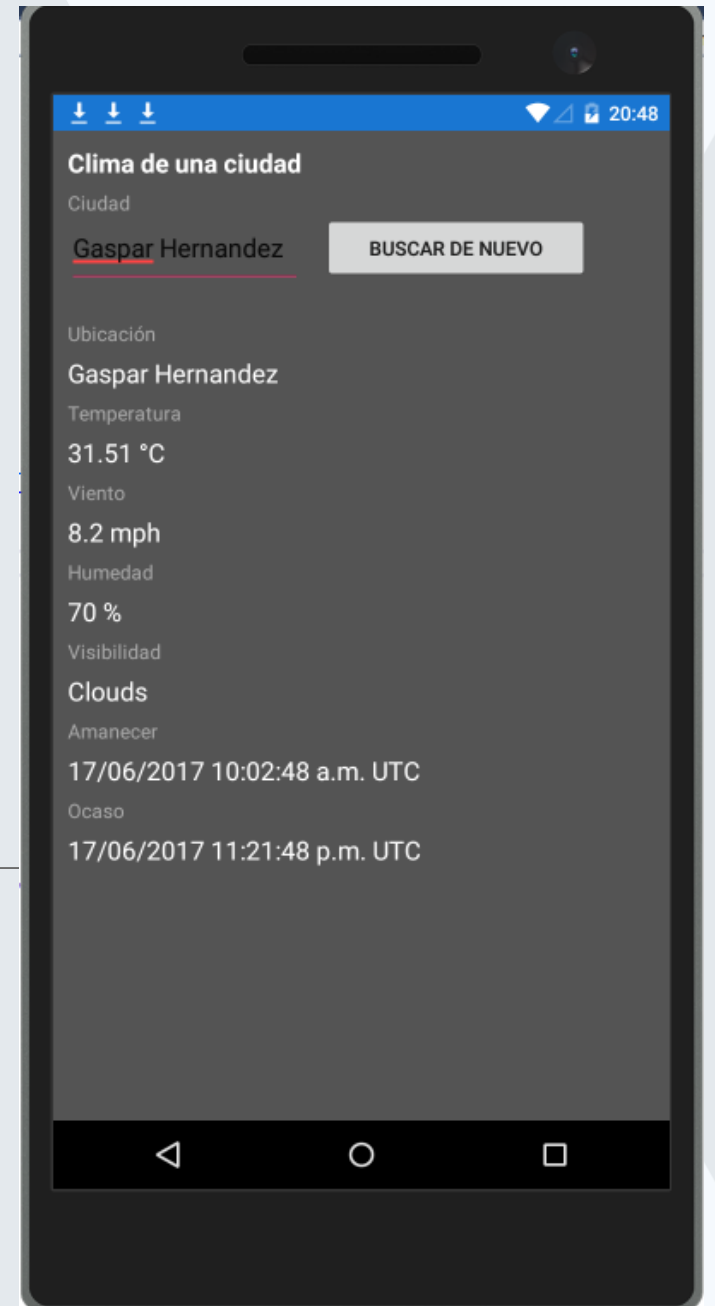 20:48
Clima de una ciudad
Ciudad
Gaspar Hernandez BUSCAR DE NUEVO
Ubicación
Gaspar Hernandez
Temperatura
31.51 °C
Viento
8.2 mph
Humedad
70 %
Visibilidad
Clouds
Amanecer
17/06/2017 10:02:48 a.m. UTC
Ocaso
17/06/2017 11:21:48 p.m. UTC